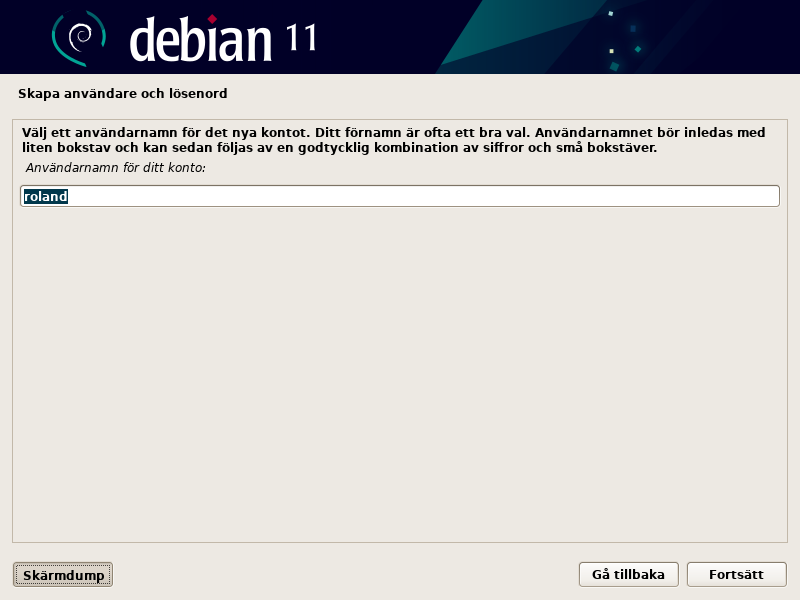 debian 11
Skapa användare och lösenord
Välj ett användarnamn för det nya kontot. Ditt förnamn är ofta ett bra val. Användarnamnet bör inledas med
liten bokstav och kan sedan följas av en godtycklig kombination av siffror och små bokstäver.
Användarnamn för ditt konto:
roland
Skärmdump
Gå tillbaka
Fortsätt